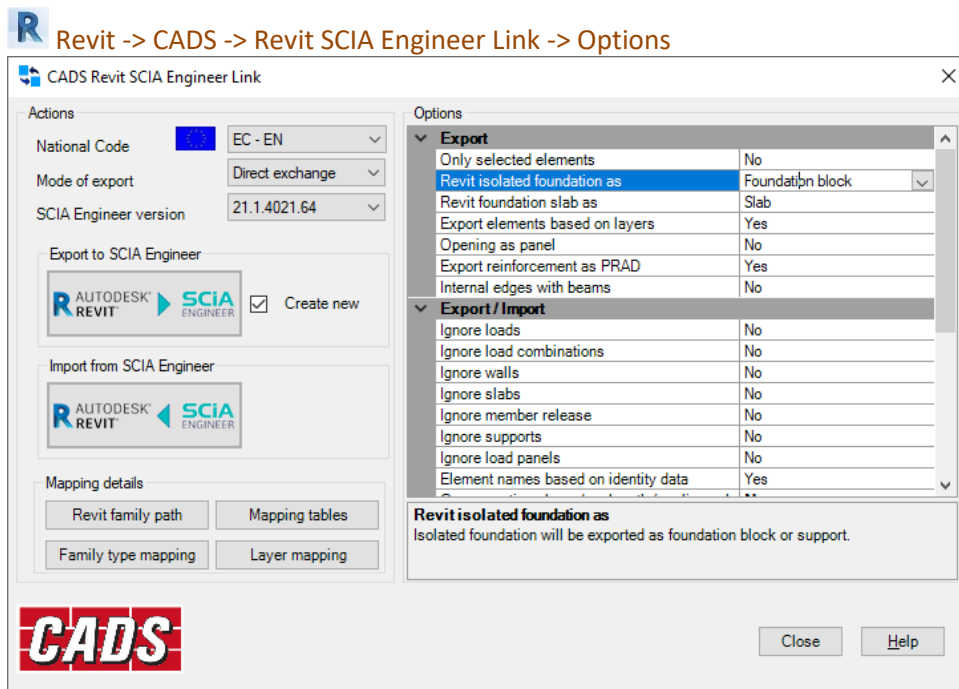 R Revit -> CADS -> Revit SCIA Engineer Link -> Options
CADS Revit SCIA Engineer Link
Actions
National Code EC - EN
Mode of export Direct exchange
SCIA Engineer version 21.1.4021.64
Export to SCIA Engineer
R AUTODESK REVIT SCiA ENGINEER Create new
Import from SCIA Engineer
R AUTODESK REVIT SCiA ENGINEER
Mapping details
Revit family path Mapping tables
Family type mapping Layer mapping
Options
Export
Only selected elements No
Revit isolated foundation as Foundation block
Revit foundation slab as Slab
Export elements based on layers Yes
Opening as panel No
Export reinforcement as PRAD Yes
Internal edges with beams No
Export / Import
Ignore loads No
Ignore load combinations No
Ignore walls No
Ignore slabs No
Ignore member release No
Ignore supports No
Ignore load panels No
Element names based on identity data Yes
Revit isolated foundation as
Isolated foundation will be exported as foundation block or support.
CADS
Close Help